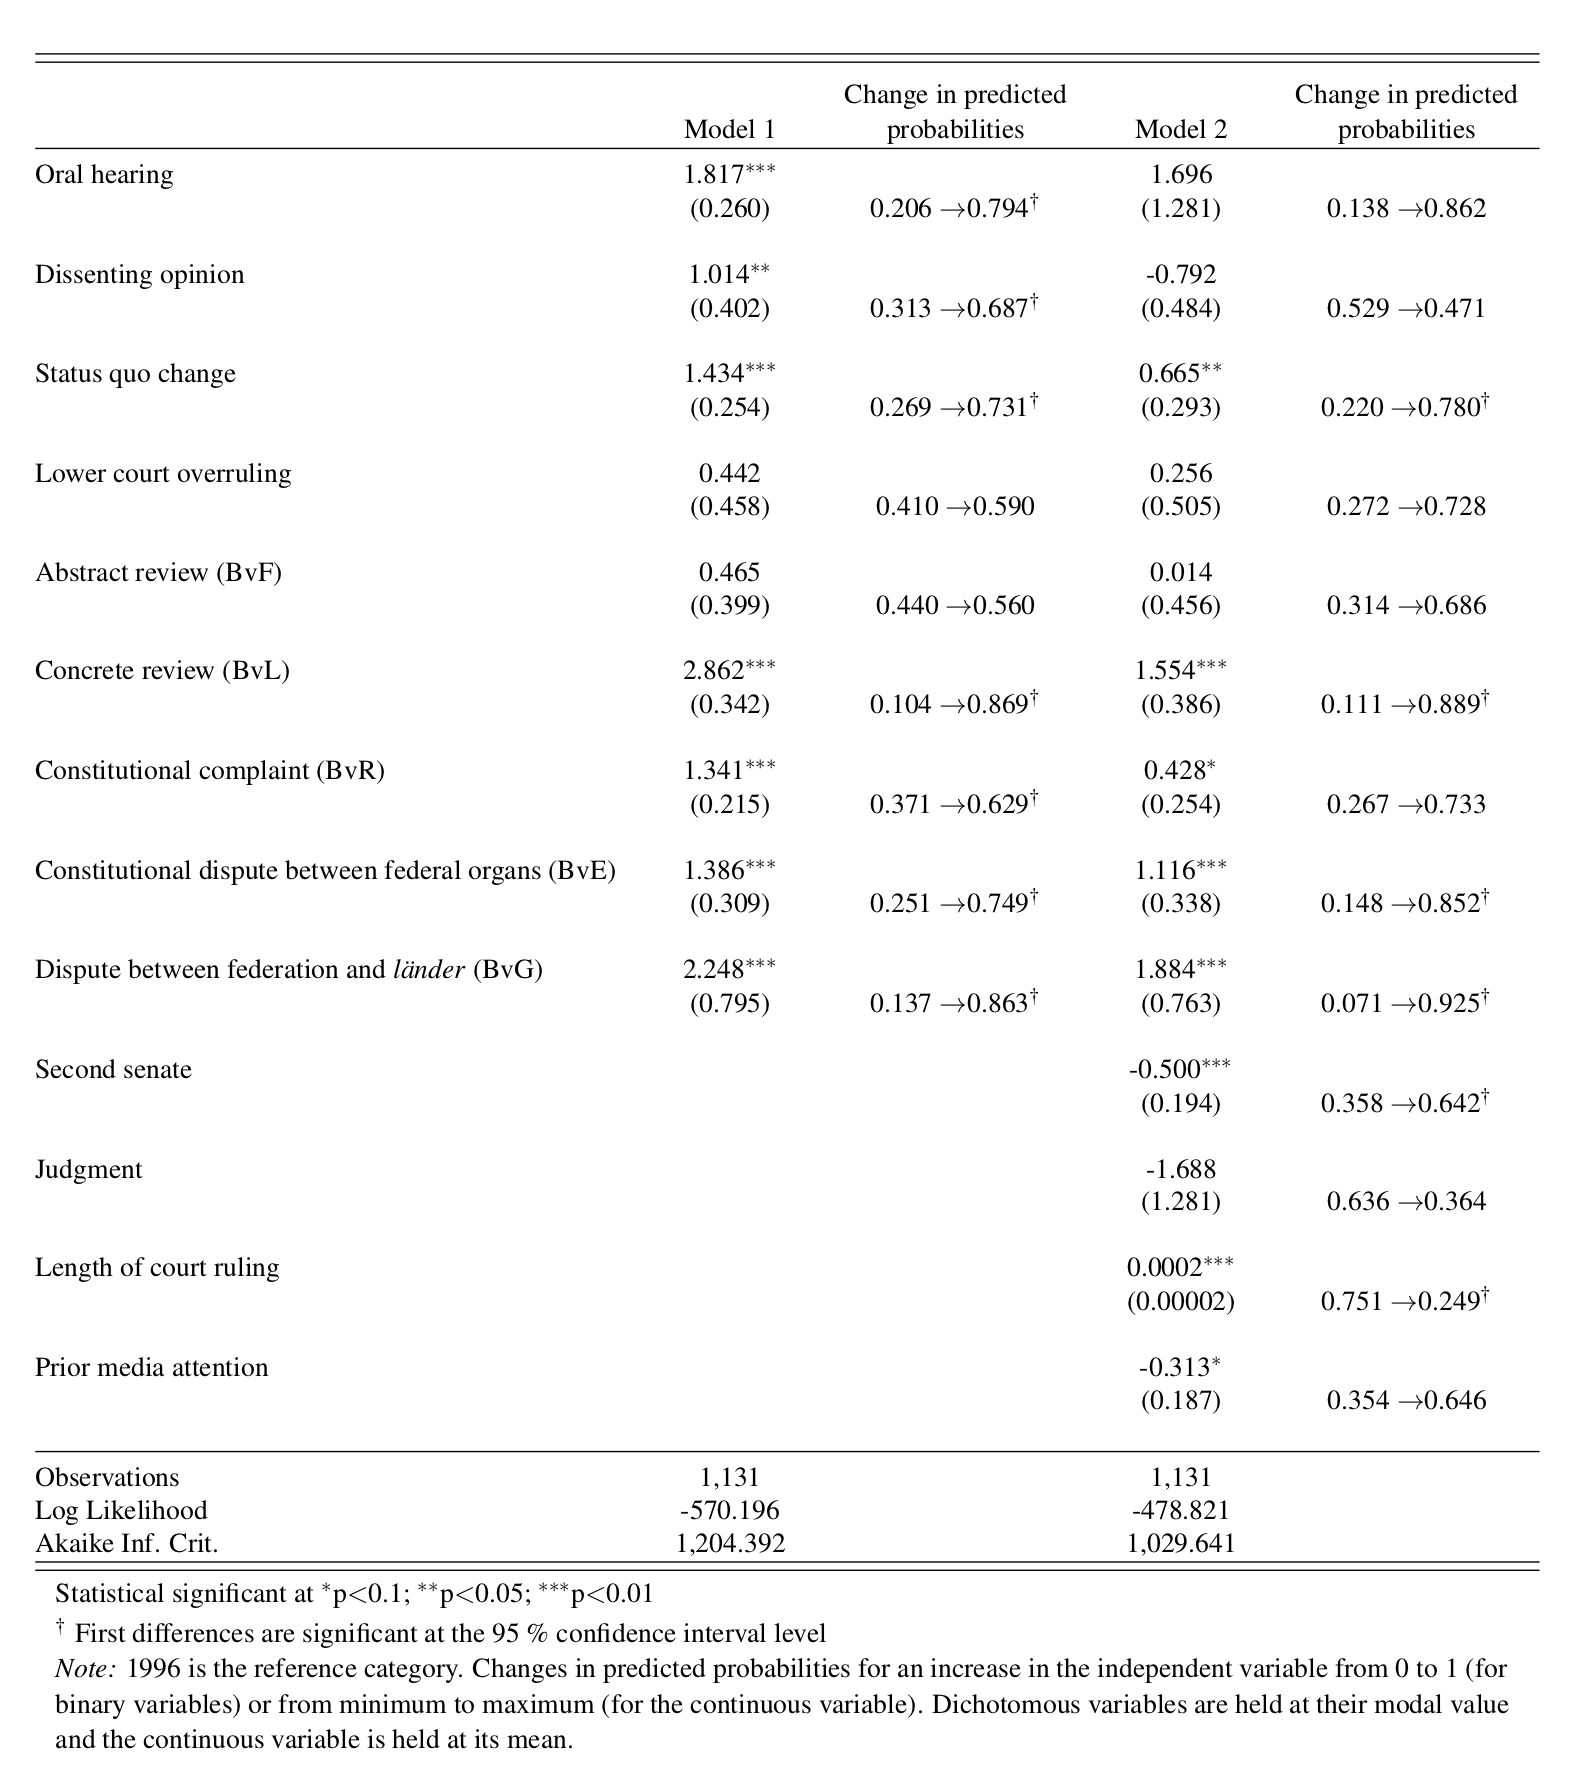 Change in predicted Change in predicted
Model 1 probabilities Model 2 probabilities
Oral hearing 1.817*** 1.696
(0.260) 0.206 →0.794† (1.281) 0.138 →0.862
Dissenting opinion 1.014** -0.792
(0.402) 0.313 →0.687† (0.484) 0.529 →0.471
Status quo change 1.434*** 0.665**
(0.254) 0.269 →0.731† (0.293) 0.220 →0.780†
Lower court overruling 0.442 0.256
(0.458) 0.410 →0.590 (0.505) 0.272 →0.728
Abstract review (BvF) 0.465 0.014
(0.399) 0.440 →0.560 (0.456) 0.314 →0.686
Concrete review (BvL) 2.862*** 1.554***
(0.342) 0.104 →0.869† (0.386) 0.111 →0.889†
Constitutional complaint (BvR) 1.341*** 0.428*
(0.215) 0.371 →0.629† (0.254) 0.267 →0.733
Constitutional dispute between federal organs (BvE) 1.386*** 1.116***
(0.309) 0.251 →0.749† (0.338) 0.148 →0.852†
Dispute between federation and länder (BvG) 2.248*** 1.884***
(0.795) 0.137 →0.863† (0.763) 0.071 →0.925†
Second senate -0.500***
(0.194) 0.358 →0.642†
Judgment -1.688
(1.281) 0.636 →0.364
Length of court ruling 0.0002***
(0.00002) 0.751 →0.249†
Prior media attention -0.313*
(0.187) 0.354 →0.646
Observations 1,131 1,131
Log Likelihood -570.196 -478.821
Akaike Inf. Crit. 1,204.392 1,029.641
Statistical significant at *p<0.1; **p<0.05; ***p<0.01
† First differences are significant at the 95 % confidence interval level
Note: 1996 is the reference category. Changes in predicted probabilities for an increase in the independent variable from 0 to 1 (for
binary variables) or from minimum to maximum (for the continuous variable). Dichotomous variables are held at their modal value
and the continuous variable is held at its mean.